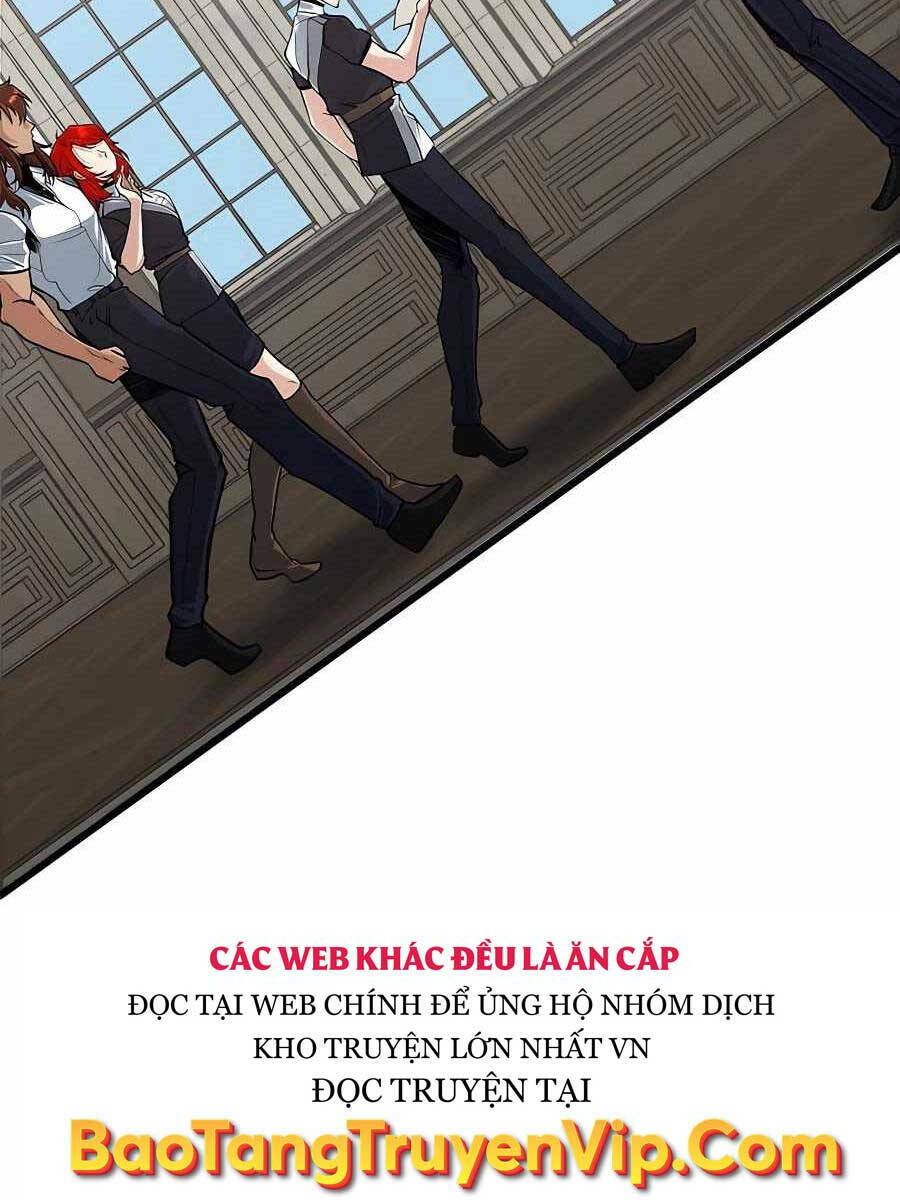 CÁC WEB KHÁC ĐỀU LÀ ĂN CẮP
ĐỌC TẠI WEB CHÍNH ĐỂ ỦNG HỘ NHÓM DỊCH
KHO TRUYỆN LỚN NHẤT VN
ĐỌC TRUYỆN TẠI
BaoTangTruyenVip.Com